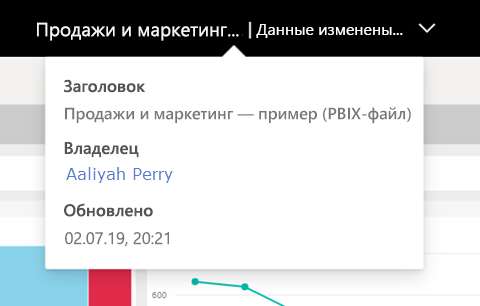 Продажи и маркетинг... | Данные изменены...
Заголовок
Продажи и маркетинг — пример (PBIX-файл)
Владелец
Aaliyah Perry
Обновлено
02.07.19, 20:21
600